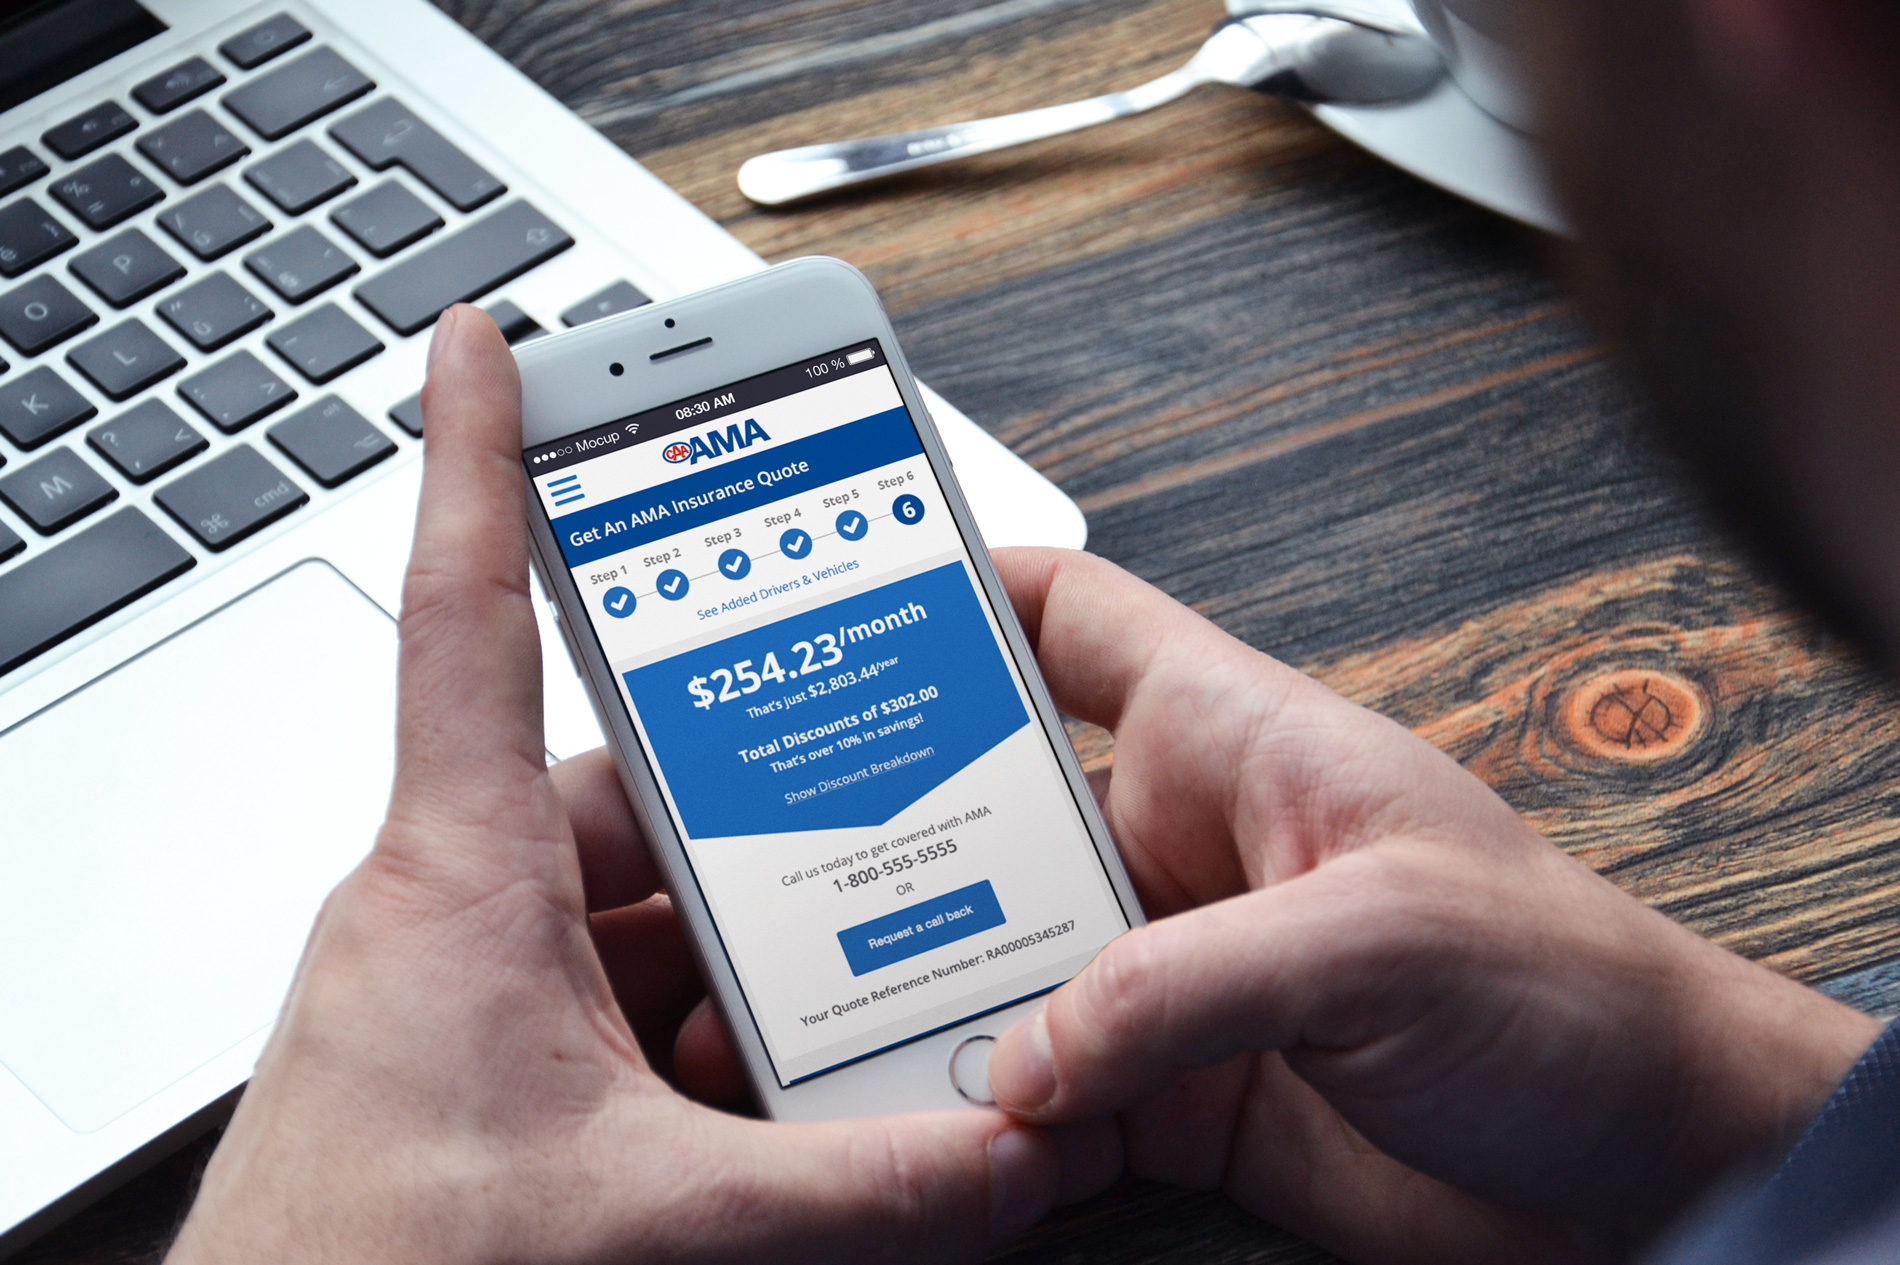 Mocup 08:30 AM 100 %
CAA AMA
Get An AMA Insurance Quote
Step 1 Step 2 Step 3 Step 4 Step 5 Step 6
6
See Added Drivers & Vehicles
$254.23/month
That's just $2,803.44/year
Total Discounts of $302.00
That's over 10% in savings!
Show Discount Breakdown
Call us today to get covered with AMA
1-800-555-5555
OR
Request a call back
Your Quote Reference Number: RA00005345287
P
O
L
K
M
cmd